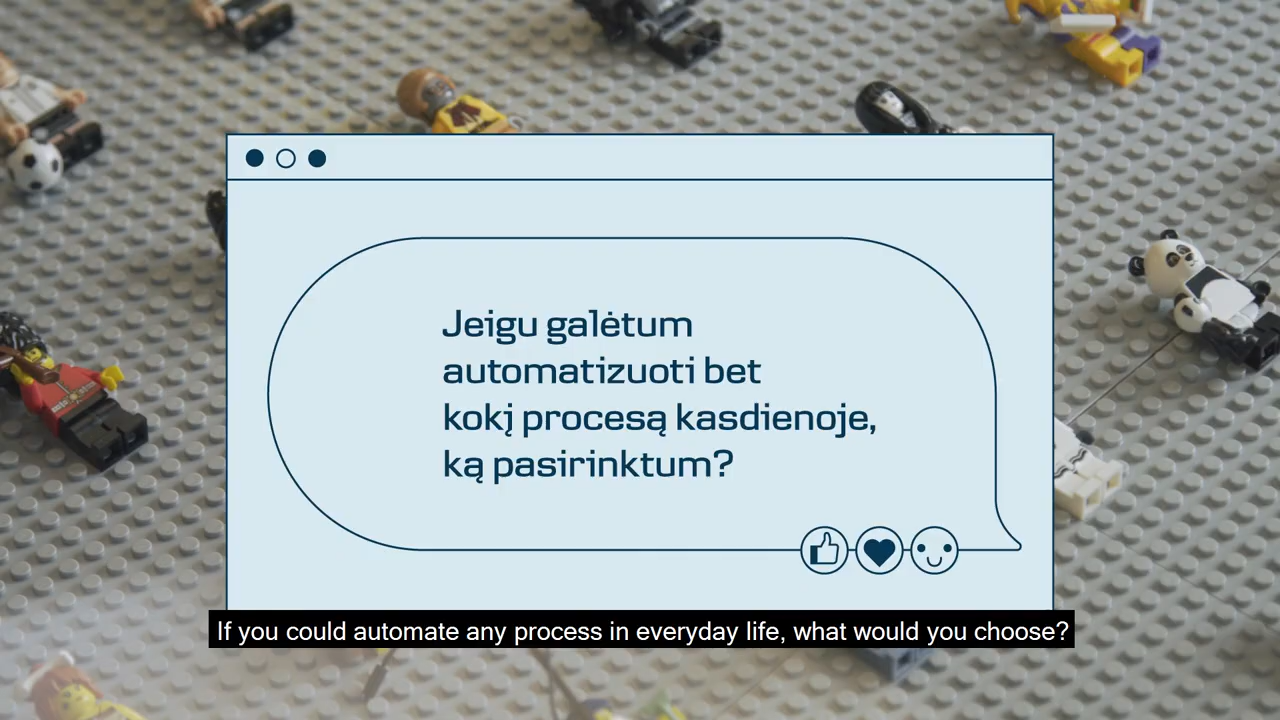 Jeigu galėtum
automatizuoti bet
kokį procesą kasdienoje,
ką pasirinktum?
If you could automate any process in everyday life, what would you choose?